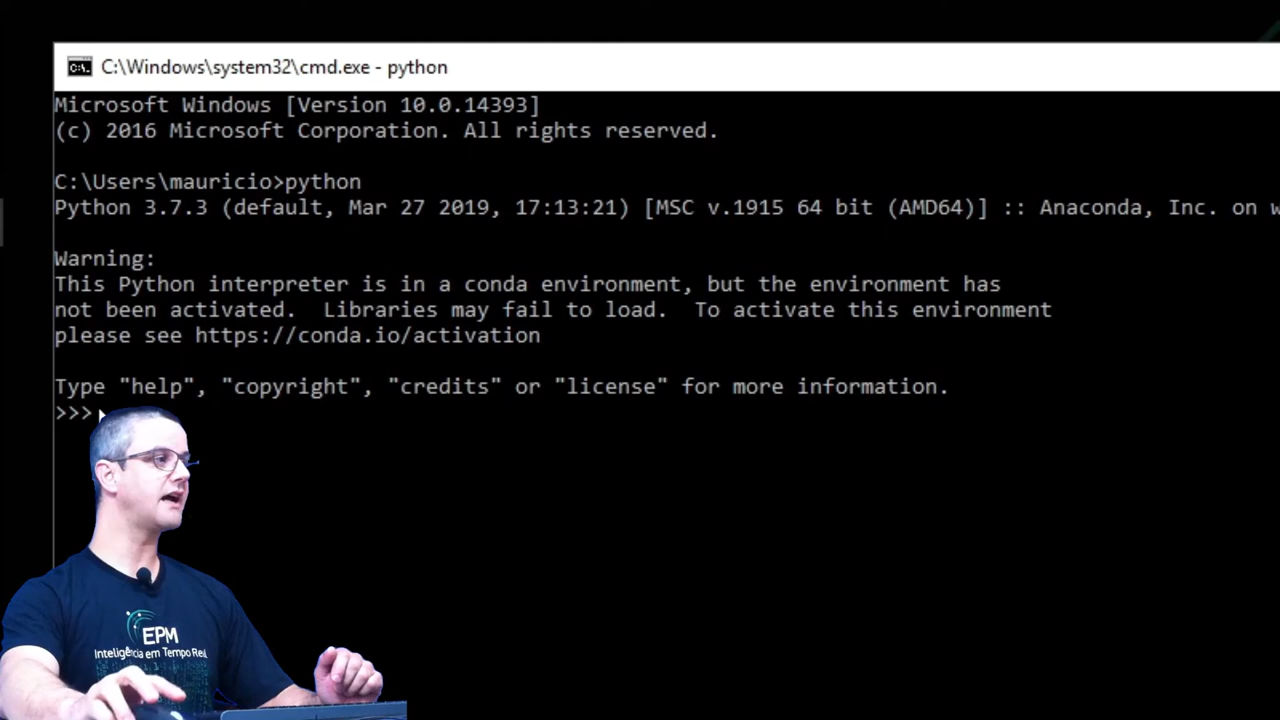 C:\Windows\system32\cmd.exe - python
Microsoft Windows [Version 10.0.14393]
(c) 2016 Microsoft Corporation. All rights reserved.
C:\Users\mauricio>python
Python 3.7.3 (default, Mar 27 2019, 17:13:21) [MSC v.1915 64 bit (AMD64)] :: Anaconda, Inc. on
Warning:
This Python interpreter is in a conda environment, but the environment has
not been activated.  Libraries may fail to load.  To activate this environment
please see https://conda.io/activation
Type "help", "copyright", "credits" or "license" for more information.
>>>
EPM
Inteligência em Tempo Real